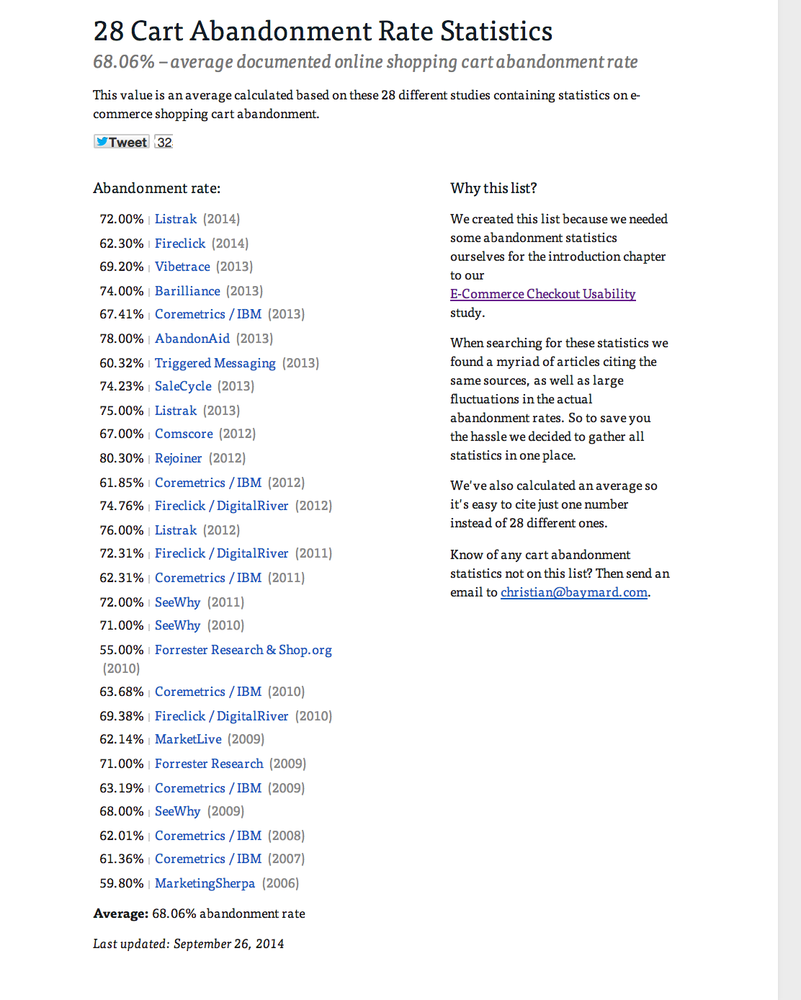 28 Cart Abandonment Rate Statistics
68.06% – average documented online shopping cart abandonment rate
This value is an average calculated based on these 28 different studies containing statistics on e-
commerce shopping cart abandonment.
Tweet 32
Abandonment rate:
72.00% | Listrak (2014)
62.30% | Fireclick (2014)
69.20% | Vibetrace (2013)
74.00% | Barilliance (2013)
67.41% | Coremetrics / IBM (2013)
78.00% | AbandonAid (2013)
60.32% | Triggered Messaging (2013)
74.23% | SaleCycle (2013)
75.00% | Listrak (2013)
67.00% | Comscore (2012)
80.30% | Rejoiner (2012)
61.85% | Coremetrics / IBM (2012)
74.76% | Fireclick / DigitalRiver (2012)
76.00% | Listrak (2012)
72.31% | Fireclick / DigitalRiver (2011)
62.31% | Coremetrics / IBM (2011)
72.00% | SeeWhy (2011)
71.00% | SeeWhy (2010)
55.00% | Forrester Research & Shop.org
(2010)
63.68% | Coremetrics / IBM (2010)
69.38% | Fireclick / DigitalRiver (2010)
62.14% | MarketLive (2009)
71.00% | Forrester Research (2009)
63.19% | Coremetrics / IBM (2009)
68.00% | SeeWhy (2009)
62.01% | Coremetrics / IBM (2008)
61.36% | Coremetrics / IBM (2007)
59.80% | MarketingSherpa (2006)
Average: 68.06% abandonment rate
Last updated: September 26, 2014
Why this list?
We created this list because we needed
some abandonment statistics
ourselves for the introduction chapter
to our
E-Commerce Checkout Usability
study.
When searching for these statistics we
found a myriad of articles citing the
same sources, as well as large
fluctuations in the actual
abandonment rates. So to save you
the hassle we decided to gather all
statistics in one place.
We've also calculated an average so
it's easy to cite just one number
instead of 28 different ones.
Know of any cart abandonment
statistics not on this list? Then send an
email to christian@baymard.com.